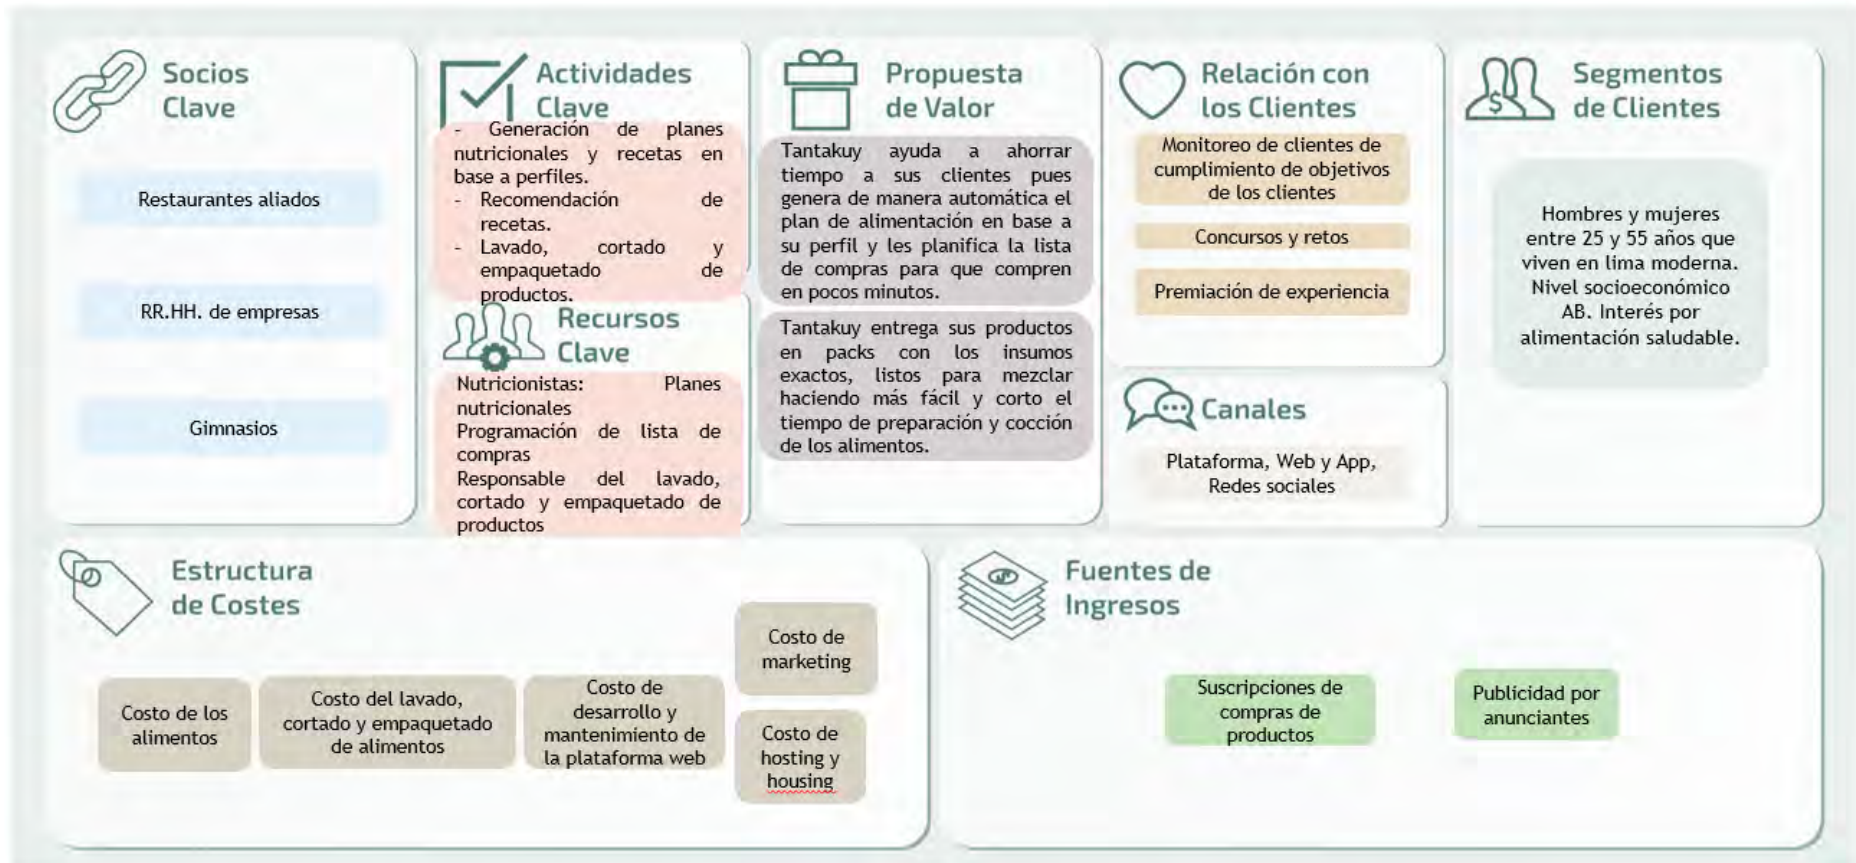 Socios
Clave
Restaurantes aliados
RR.HH. de empresas
Gimnasios
Actividades
Clave
- Generación de planes
nutricionales y recetas en
base a perfiles.
- Recomendación de
recetas.
- Lavado, cortado y
empaquetado de
productos.
Recursos
Clave
Nutricionistas: Planes
nutricionales
Programación de lista de
compras
Responsable del lavado,
cortado y empaquetado de
productos
Propuesta
de Valor
Tantakuy ayuda a ahorrar
tiempo a sus clientes pues
genera de manera automática el
plan de alimentación en base a
su perfil y les planifica la lista
de compras para que compren
en pocos minutos.
Tantakuy entrega sus productos
en packs con los insumos
exactos, listos para mezclar
haciendo más fácil y corto el
tiempo de preparación y cocción
de los alimentos.
Relación con
los Clientes
Monitoreo de clientes de
cumplimiento de objetivos
de los clientes
Concursos y retos
Premiación de experiencia
Canales
Plataforma, Web y App,
Redes sociales
Segmentos
de Clientes
$
Hombres y mujeres
entre 25 y 55 años que
viven en lima moderna.
Nivel socioeconómico
AB. Interés por
alimentación saludable.
Estructura
de Costes
Costo de los
alimentos
Costo del lavado,
cortado y empaquetado
de alimentos
Costo de
desarrollo y
mantenimiento de
la plataforma web
Costo de
marketing
Costo de
hosting y
housing
Fuentes de
Ingresos
Suscripciones de
compras de
productos
Publicidad por
anunciantes